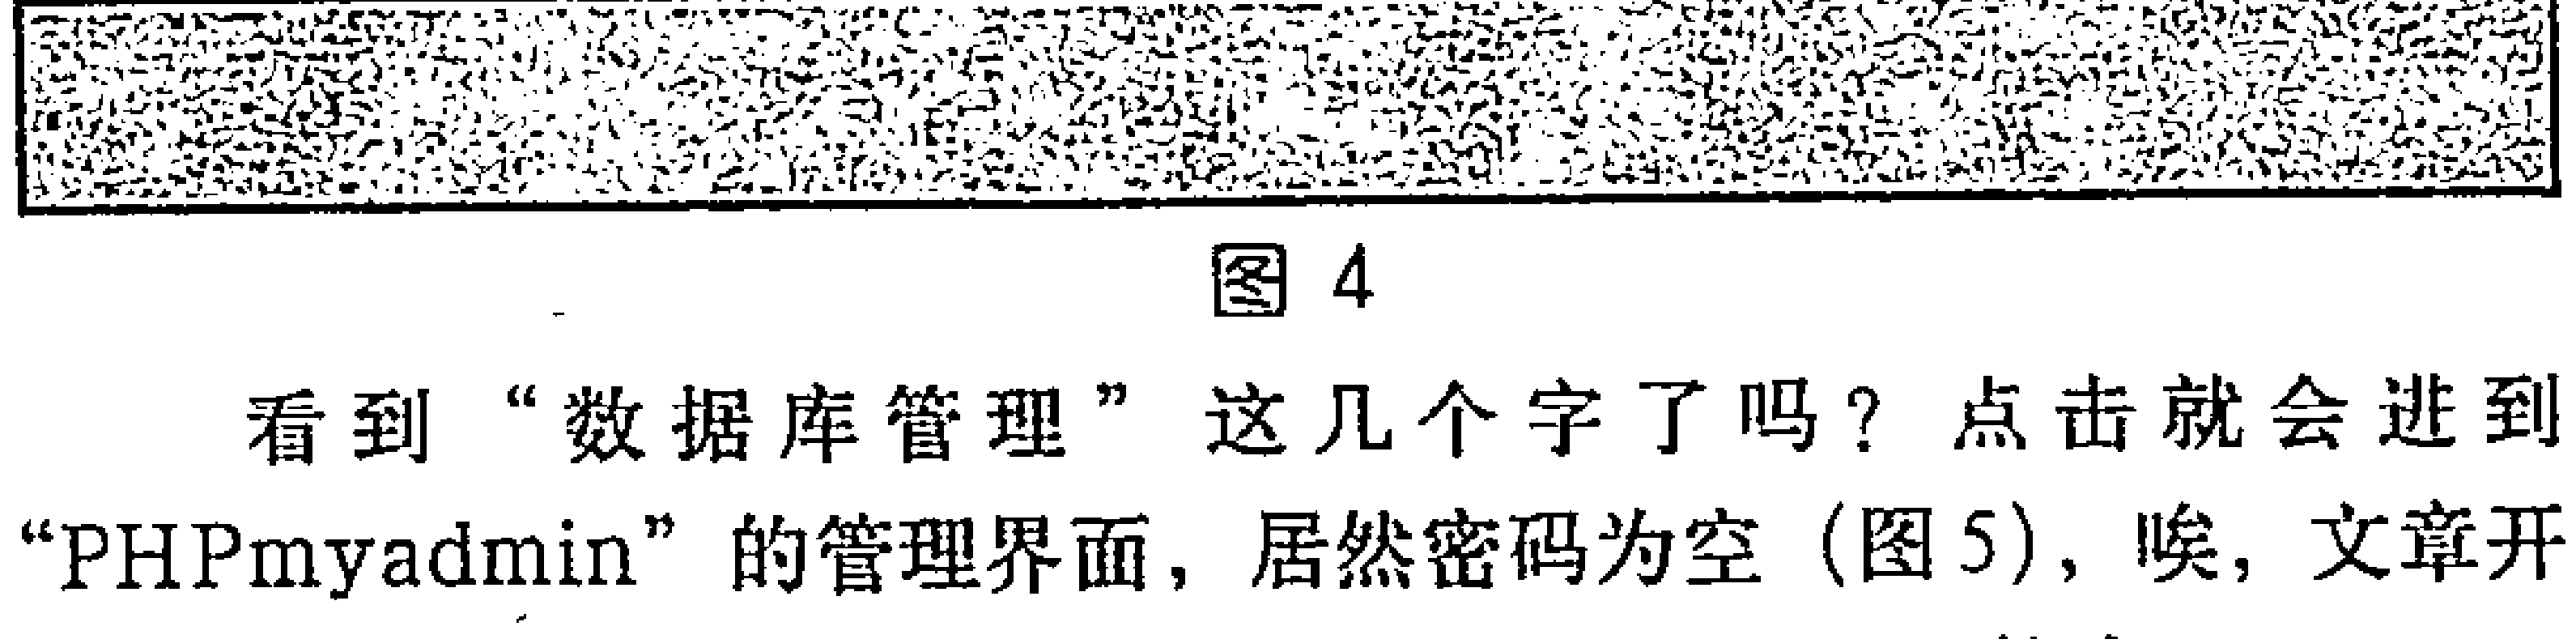 图 4
看到“数据库管理”这几个字了吗？点击就会进到
“PHPmyadmin”的管理界面，居然密码为空（图5），唉，文章开